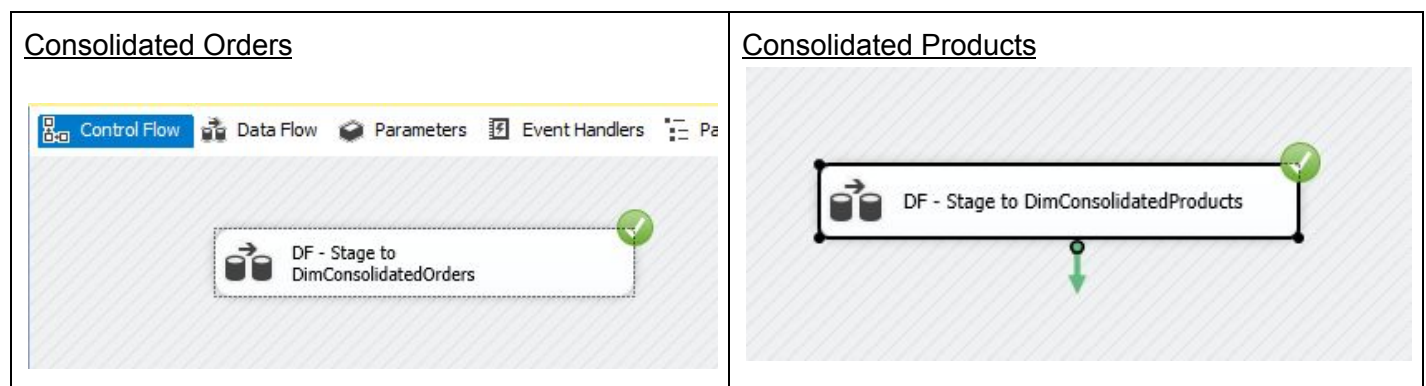 Consolidated Orders
Control Flow Data Flow Parameters Event Handlers Pa
DF - Stage to
DimConsolidatedOrders
Consolidated Products
DF - Stage to DimConsolidatedProducts